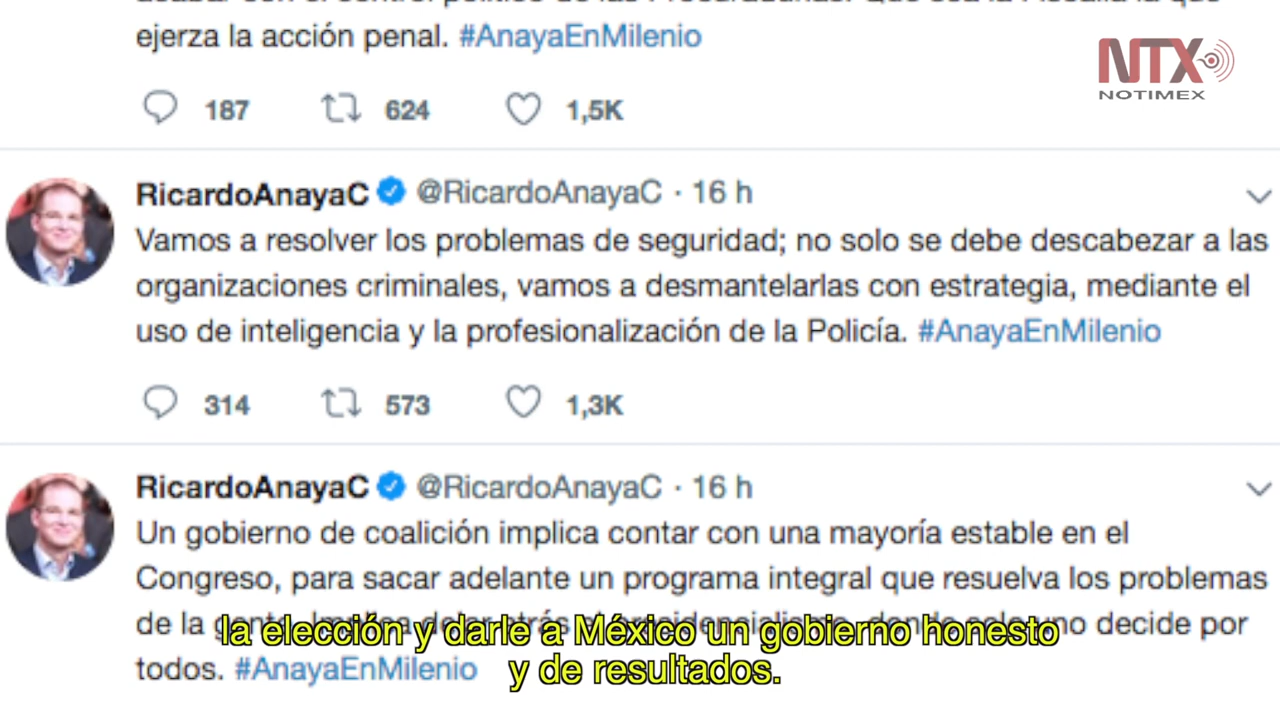 ejerza la acción penal. #AnayaEnMilenio
NTX
NOTIMEX
187 624 1,5K
RicardoAnayaC @RicardoAnayaC · 16 h
Vamos a resolver los problemas de seguridad; no solo se debe descabezar a las
organizaciones criminales, vamos a desmantelarlas con estrategia, mediante el
uso de inteligencia y la profesionalización de la Policía. #AnayaEnMilenio
314 573 1,3K
RicardoAnayaC @RicardoAnayaC · 16 h
Un gobierno de coalición implica contar con una mayoría estable en el
Congreso, para sacar adelante un programa integral que resuelva los problemas
de la decide por
la elección y darle a México un gobierno honesto
todos. #AnayaEnMilenio
y de resultados.